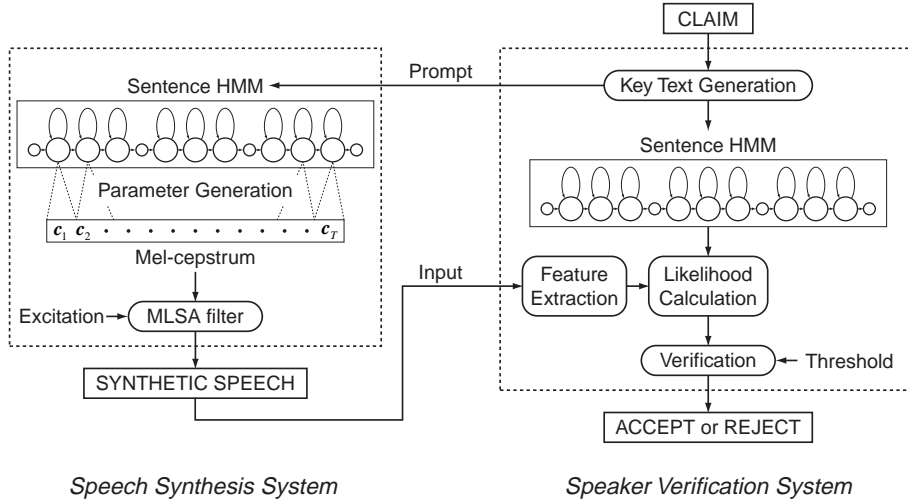 CLAIM
Prompt
Key Text Generation
Sentence HMM
Parameter Generation
c1 c2 . . . . . . . . . . . cT
Mel-cepstrum
Excitation
MLSA filter
SYNTHETIC SPEECH
Speech Synthesis System
Sentence HMM
Input
Feature
Extraction
Likelihood
Calculation
Verification
Threshold
ACCEPT or REJECT
Speaker Verification System